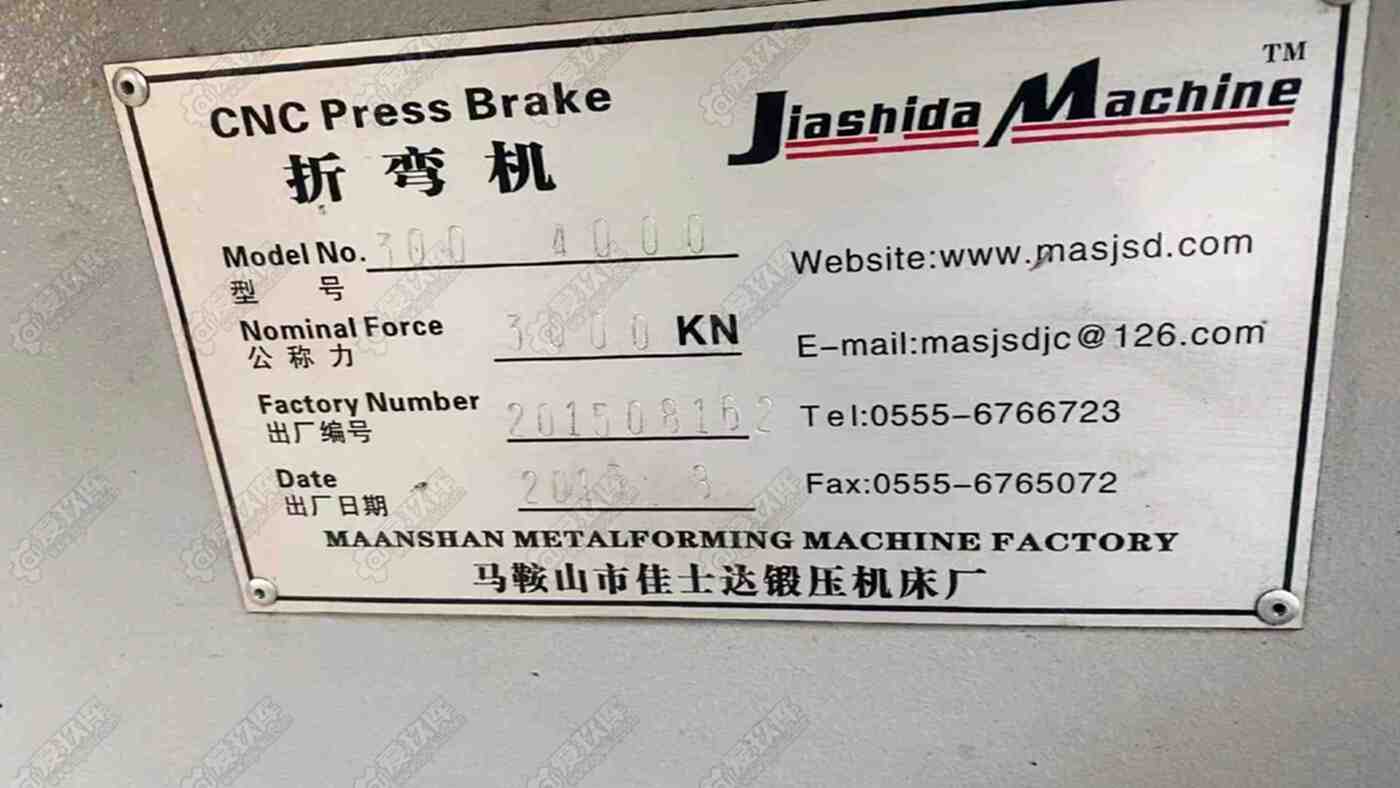 CNC Press Brake
折弯机
Jiashida Machine TM
Model No. 300 4000
型 号
Website:www.masjsd.com
Nominal Force 3000 KN
公称力
E-mail:masjsdjc@126.com
Factory Number 201508162
出厂编号
Tel:0555-6766723
Date
出厂日期
Fax:0555-6765072
MAANSHAN METALFORMING MACHINE FACTORY
马鞍山市佳士达锻压机床厂